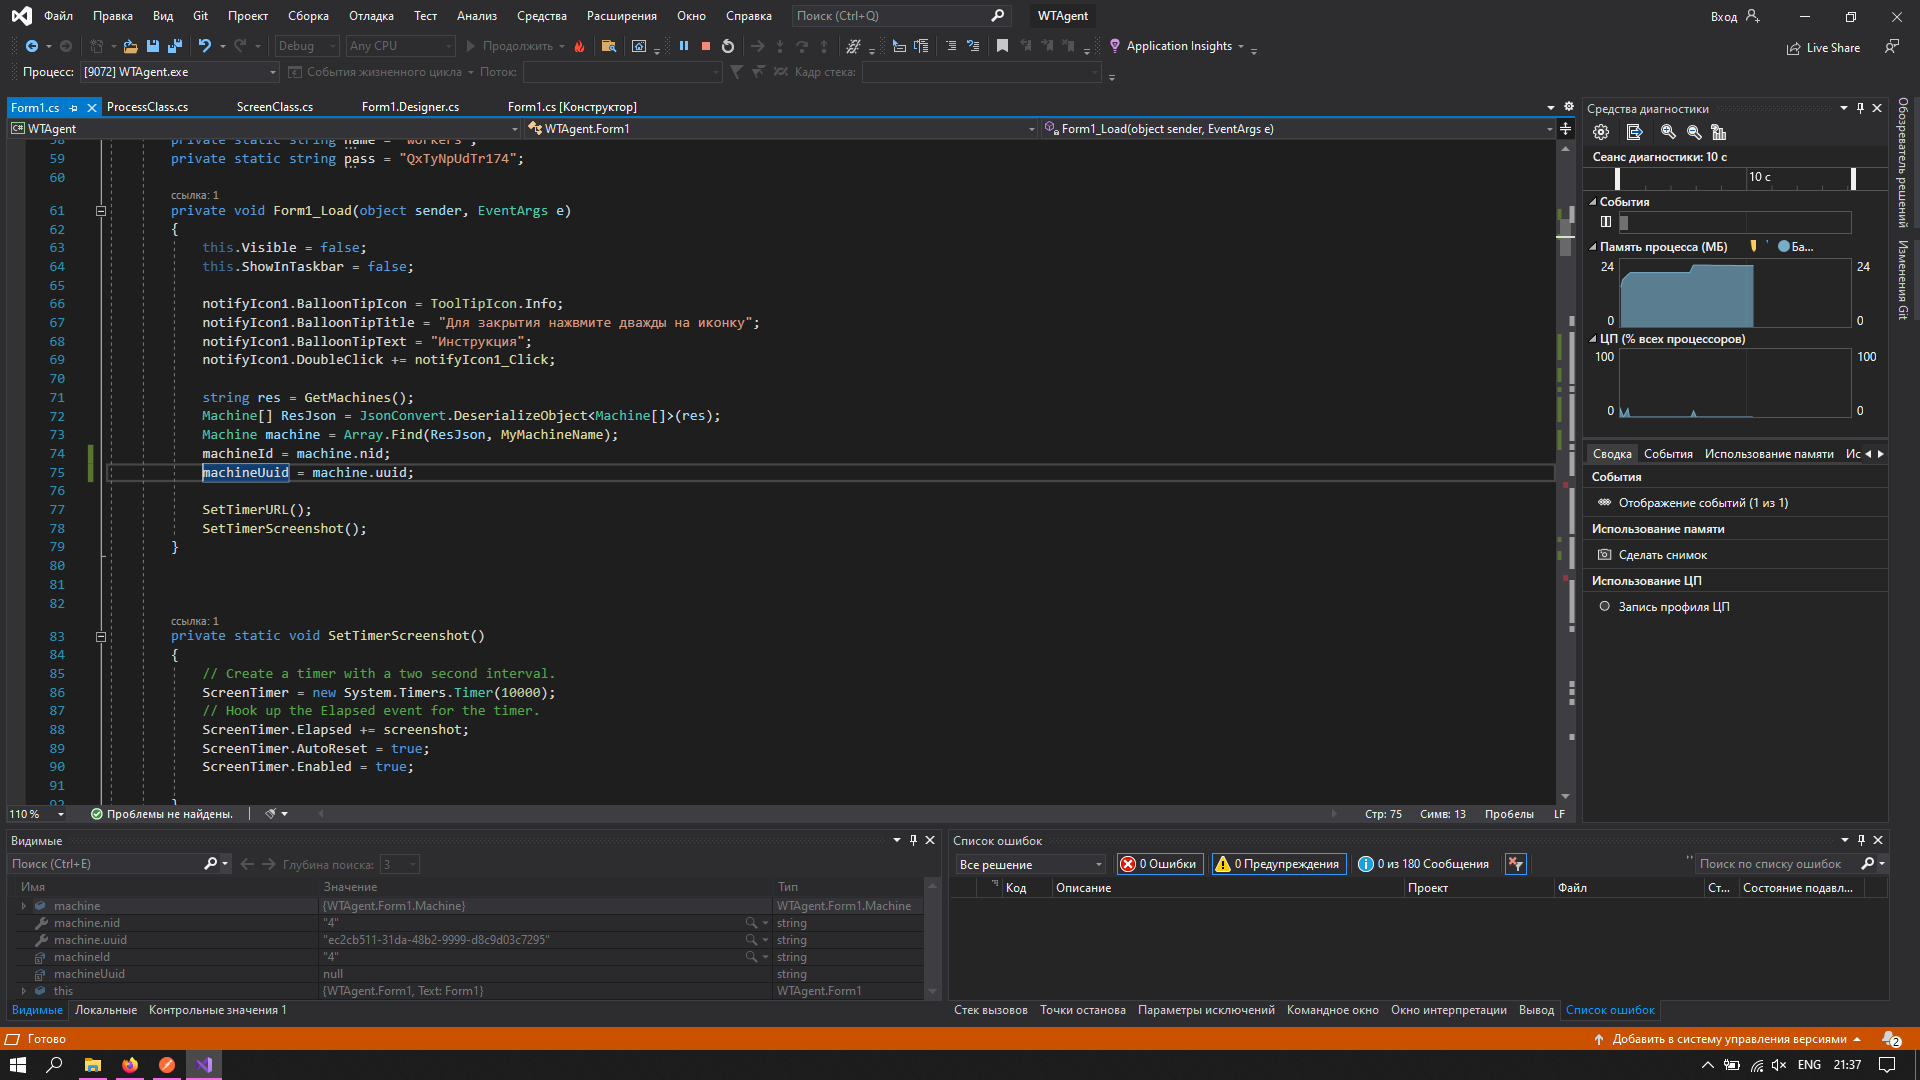 Файл Правка Вид Git Проект Сборка Отладка Тест Анализ Средства Расширения Окно Справка Поиск (Ctrl+Q) WTAgent Вход
Debug Any CPU Продолжить Application Insights Live Share
Процесс: [9072] WTAgent.exe События жизненного цикла Поток: Кадр стека:
Form1.cs ProcessClass.cs ScreenClass.cs Form1.Designer.cs Form1.cs [Конструктор]
WTAgent WTAgent.Form1 Form1_Load(object sender, EventArgs e)
58 private static string name = "workers";
59 private static string pass = "QxTyNpUdTr174";
60
ссылка: 1
61 private void Form1_Load(object sender, EventArgs e)
62 {
63 this.Visible = false;
64 this.ShowInTaskbar = false;
65
66 notifyIcon1.BalloonTipIcon = ToolTipIcon.Info;
67 notifyIcon1.BalloonTipTitle = "Для закрытия нажвмите дважды на иконку";
68 notifyIcon1.BalloonTipText = "Инструкция";
69 notifyIcon1.DoubleClick += notifyIcon1_Click;
70
71 string res = GetMachines();
72 Machine[] ResJson = JsonConvert.DeserializeObject<Machine[]>(res);
73 Machine machine = Array.Find(ResJson, MyMachineName);
74 machineId = machine.nid;
75 machineUuid = machine.uuid;
76
77 SetTimerURL();
78 SetTimerScreenshot();
79 }
80
81
82
ссылка: 1
83 private static void SetTimerScreenshot()
84 {
85 // Create a timer with a two second interval.
86 ScreenTimer = new System.Timers.Timer(10000);
87 // Hook up the Elapsed event for the timer.
88 ScreenTimer.Elapsed += screenshot;
89 ScreenTimer.AutoReset = true;
90 ScreenTimer.Enabled = true;
91
92 }
110 % Проблемы не найдены. Стр: 75 Симв: 13 Пробелы LF
Средства диагностики
Сеанс диагностики: 10 с
10 с
События
Память процесса (МБ) Ба...
24 24
0 0
ЦП (% всех процессоров)
100 100
0 0
Сводка События Использование памяти Ис
События
Отображение событий (1 из 1)
Использование памяти
Сделать снимок
Использование ЦП
Запись профиля ЦП
Обозреватель решений
Изменения Git
Видимые
Поиск (Ctrl+E) Глубина поиска: 3
Имя Значение Тип
machine {WTAgent.Form1.Machine} WTAgent.Form1.Machine
machine.nid "4" string
machine.uuid "ec2cb511-31da-48b2-9999-d8c9d03c7295" string
machineId "4" string
machineUuid null string
this {WTAgent.Form1, Text: Form1} WTAgent.Form1
Видимые Локальные Контрольные значения 1
Список ошибок
Все решение 0 Ошибки 0 Предупреждения 0 из 180 Сообщения Поиск по списку ошибок
Код Описание Проект Файл Ст... Состояние подавл...
Стек вызовов Точки останова Параметры исключений Командное окно Окно интерпретации Вывод Список ошибок
Готово Добавить в систему управления версиями 2
ENG 21:37